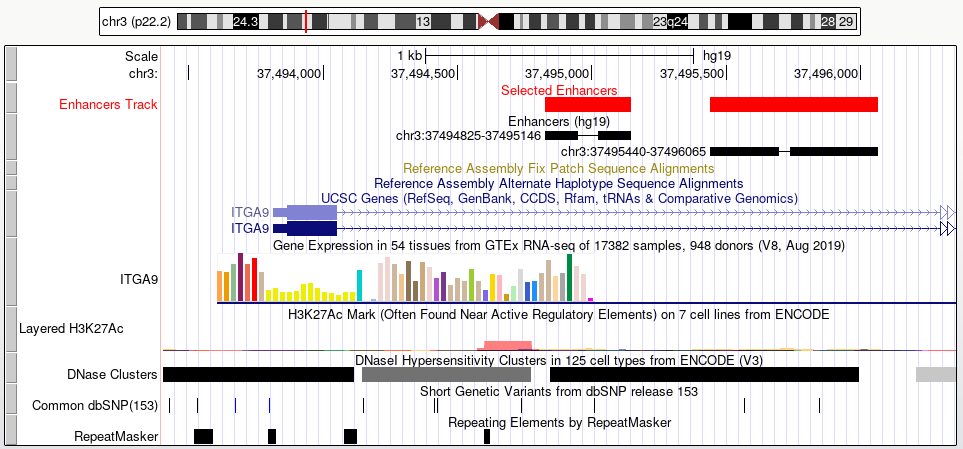 chr3 (p22.2) 24.3 13 23 q24 28 29
Scale 1 kb hg19
chr3: 37,494,000 37,494,500 37,495,000 37,495,500 37,496,000
Selected Enhancers
Enhancers Track
Enhancers (hg19)
chr3:37494825-37495146
chr3:37495440-37496065
Reference Assembly Fix Patch Sequence Alignments
Reference Assembly Alternate Haplotype Sequence Alignments
UCSC Genes (RefSeq, GenBank, CCDS, Rfam, tRNAs & Comparative Genomics)
ITGA9
ITGA9
Gene Expression in 54 tissues from GTEx RNA-seq of 17382 samples, 948 donors (V8, Aug 2019)
ITGA9
H3K27Ac Mark (Often Found Near Active Regulatory Elements) on 7 cell lines from ENCODE
Layered H3K27Ac
DNaseI Hypersensitivity Clusters in 125 cell types from ENCODE (V3)
DNase Clusters
Short Genetic Variants from dbSNP release 153
Common dbSNP(153)
Repeating Elements by RepeatMasker
RepeatMasker